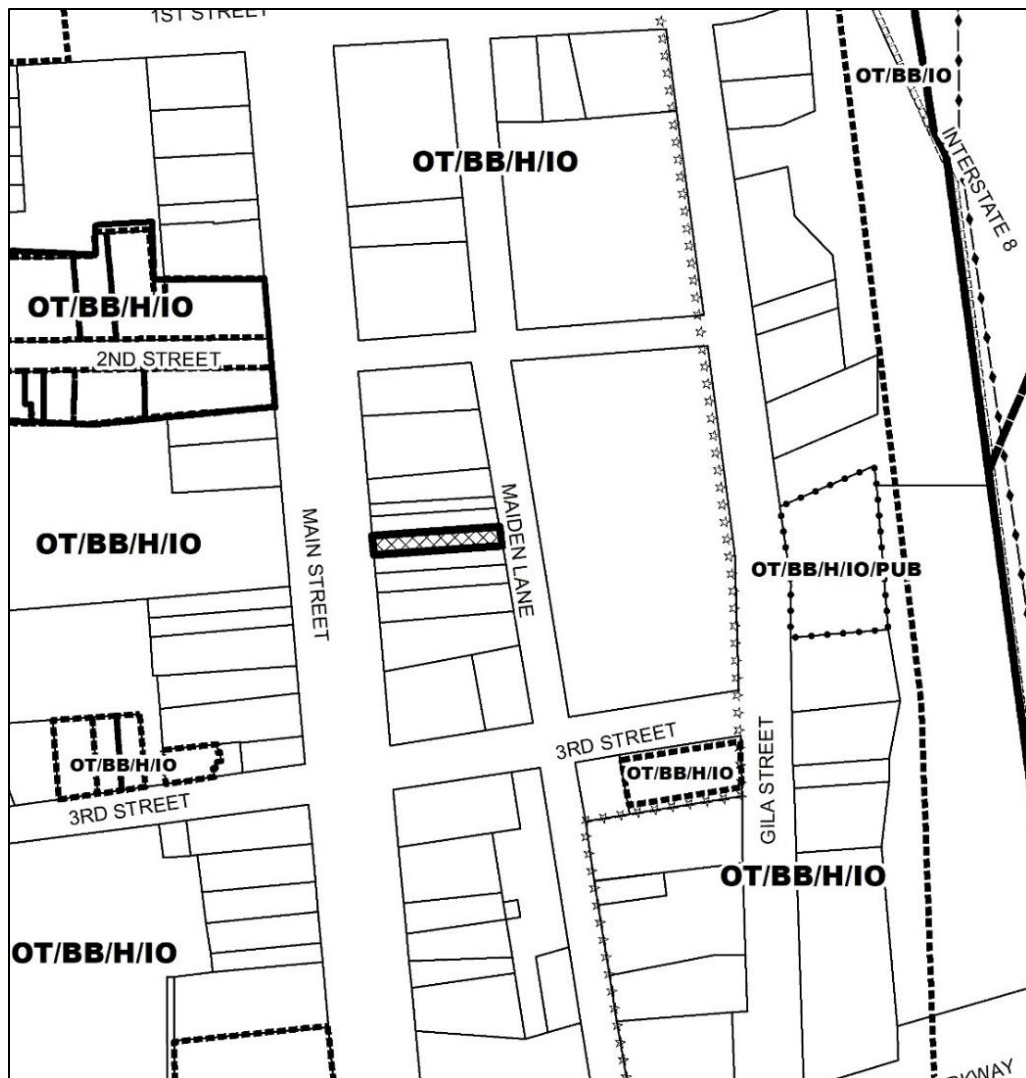 1ST STREET
OT/BB/IO
INTERSTATE 8
OT/BB/H/IO
OT/BB/H/IO
2ND STREET
MAIN STREET
MAIDEN LANE
OT/BB/H/IO
OT/BB/H/IO/PUB
3RD STREET
OT/BB/H/IO
OT/BB/H/IO
3RD STREET
GILA STREET
OT/BB/H/IO
OT/BB/H/IO